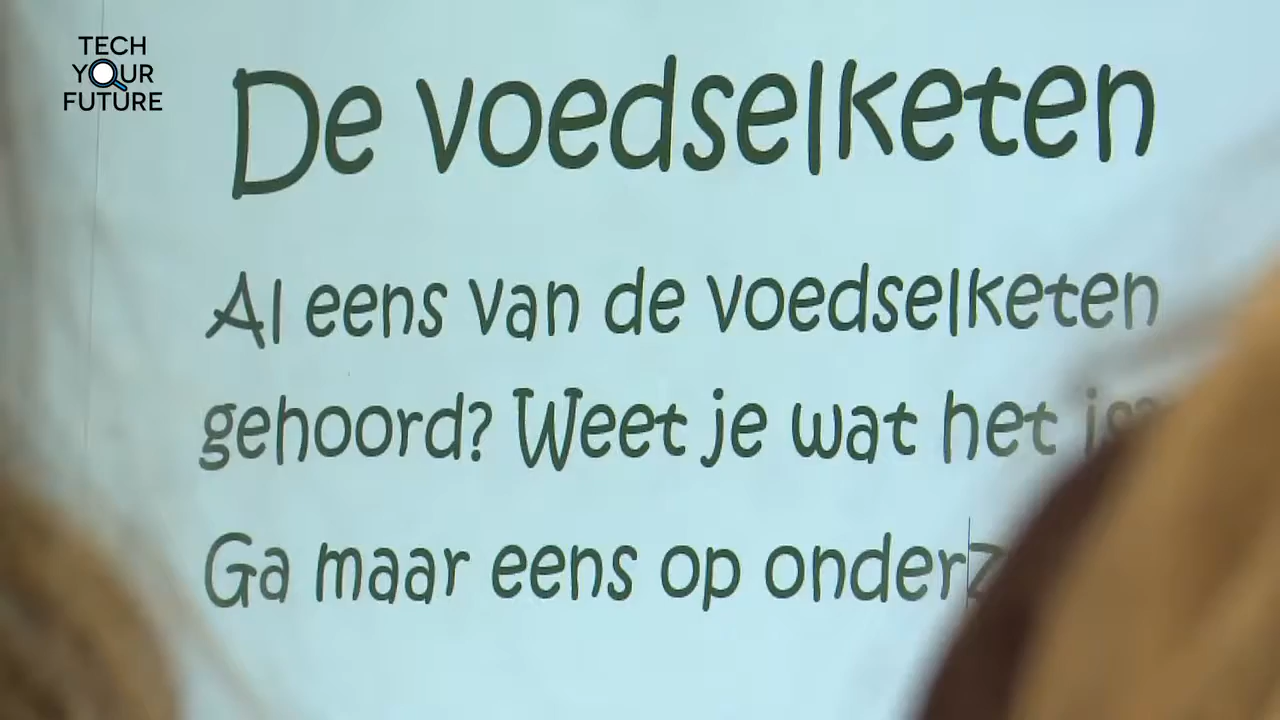 TECH
YOUR
FUTURE
De voedselketen
Al eens van de voedselketen
gehoord? Weet je wat het
Ga maar eens op